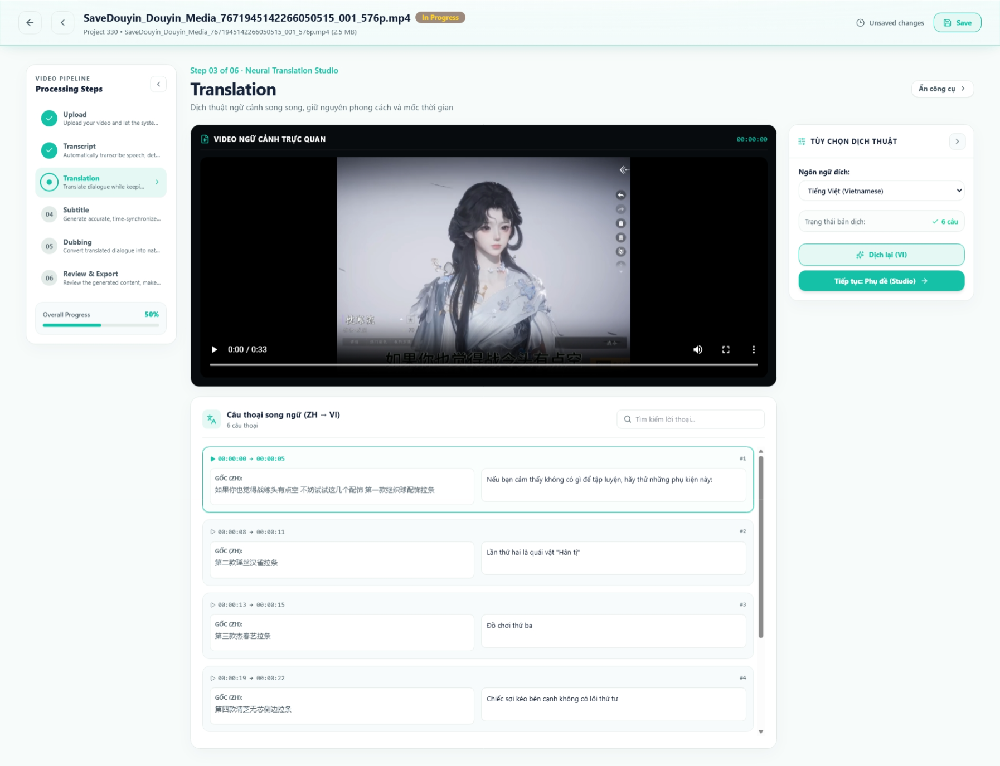 SaveDouyin_Douyin_Media_7671945142266050515_001_576p.mp4
In Progress
Project 330 • SaveDouyin_Douyin_Media_7671945142266050515_001_576p.mp4 (2.5 MB)
Unsaved changes
Save
VIDEO PIPELINE
Processing Steps
Upload
Upload your video and let the syste...
Transcript
Automatically transcribe speech, det...
Translation
Translate dialogue while keepi...
04
Subtitle
Generate accurate, time-synchronize...
05
Dubbing
Convert translated dialogue into nat...
06
Review & Export
Review the generated content, make...
Overall Progress
50%
Step 03 of 06 · Neural Translation Studio
Translation
Dịch thuật ngữ cảnh song song, giữ nguyên phong cách và mốc thời gian
Ẩn công cụ
VIDEO NGỮ CẢNH TRỰC QUAN
00:00:00
枕寒流
如果你也觉得战令头有点空
0:00 / 0:33
TÙY CHỌN DỊCH THUẬT
Ngôn ngữ đích:
Tiếng Việt (Vietnamese)
Trạng thái bản dịch:
6 câu
Dịch lại (VI)
Tiếp tục: Phụ đề (Studio)
Câu thoại song ngữ (ZH → VI)
6 câu thoại
Tìm kiếm lời thoại...
00:00:00 → 00:00:05
#1
GỐC (ZH):
如果你也觉得战练头有点空 不妨试试这几个配饰 第一款继织球配饰拉条
Nếu bạn cảm thấy không có gì để tập luyện, hãy thử những phụ kiện này:
00:00:08 → 00:00:11
#2
GỐC (ZH):
第二款瑶丝汉雀拉条
Lần thứ hai là quái vật "Hân tị"
00:00:13 → 00:00:15
#3
GỐC (ZH):
第三款杰春艺拉条
Đồ chơi thứ ba
00:00:19 → 00:00:22
#4
GỐC (ZH):
第四款清芝无芯側边拉条
Chiếc sợi kéo bên cạnh không có lõi thứ tư